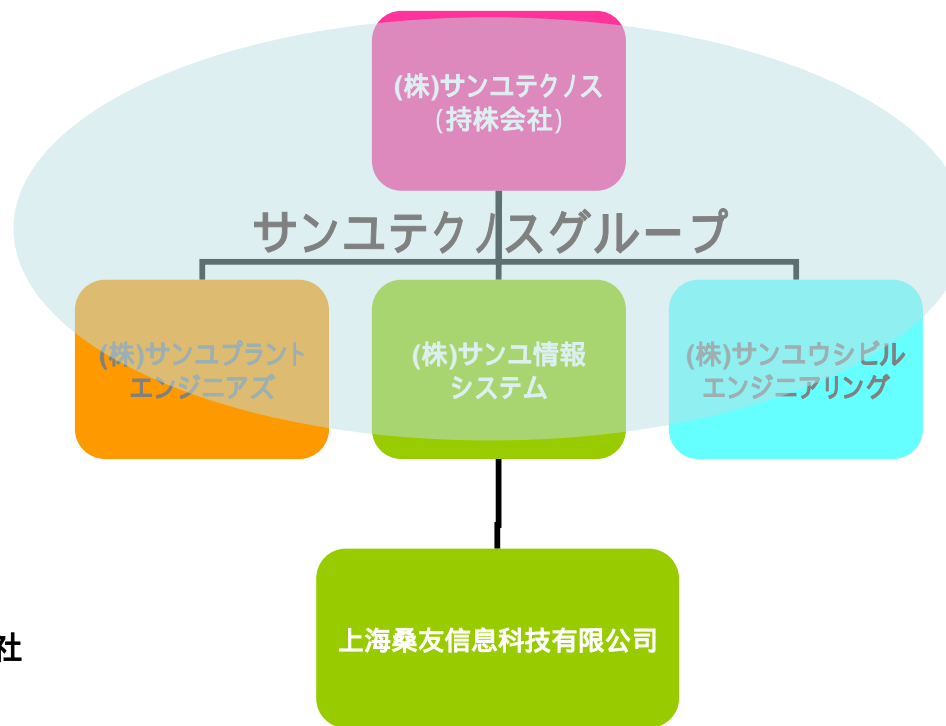 (株)サンユテクノス
(持株会社)
サンユテクノスグループ
(株)サンユプラント
エンジニアズ
(株)サンユ情報
システム
(株)サンユウシビル
エンジニアリング
上海桑友信息科技有限公司
社